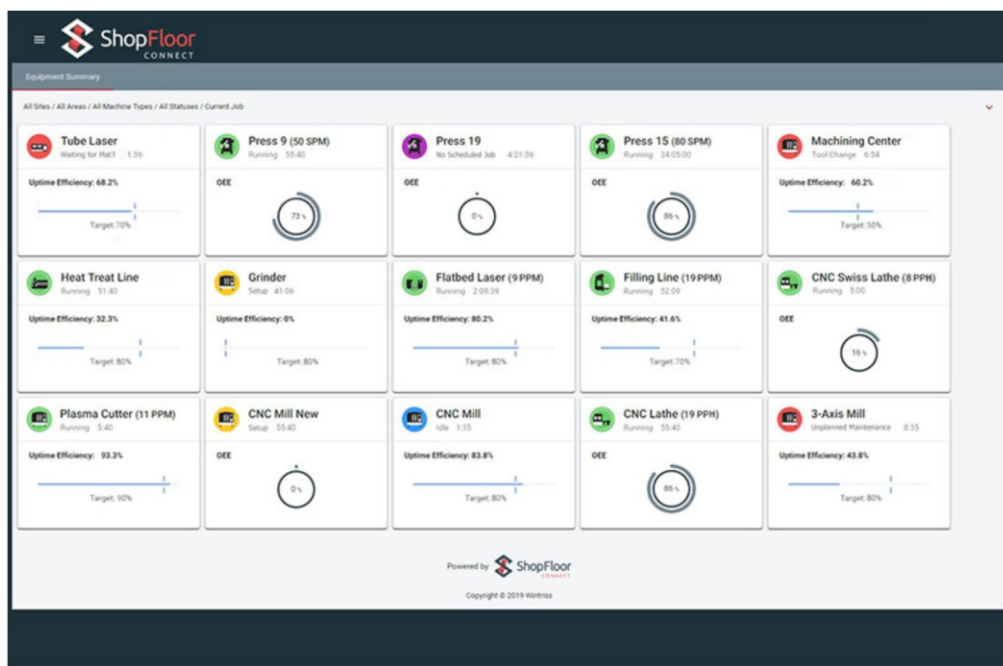 ShopFloor
CONNECT
Equipment Summary
All Sites / All Areas / All Machine Types / All Statuses / Current Job
Tube Laser
Waiting for Mat'l 1:36
Uptime Efficiency: 68.2%
Target: 70%
Press 9 (50 SPM)
Running 55:40
OEE
73 %
Press 19
No Scheduled Job 4:21:36
OEE
0 %
Press 15 (80 SPM)
Running 24:05:00
OEE
86 %
Machining Center
Tool Change 6:54
Uptime Efficiency: 60.2%
Target: 50%
Heat Treat Line
Running 51:40
Uptime Efficiency: 32.3%
Target: 80%
Grinder
Setup 41:06
Uptime Efficiency: 0%
Target: 80%
Flatbed Laser (9 PPM)
Running 2:08:39
Uptime Efficiency: 80.2%
Target: 80%
Filling Line (19 PPM)
Running 52:09
Uptime Efficiency: 41.6%
Target: 70%
CNC Swiss Lathe (8 PPH)
Running 5:00
OEE
16 %
Plasma Cutter (11 PPM)
Running 5:40
Uptime Efficiency: 93.3%
Target: 90%
CNC Mill New
Setup 55:40
OEE
0 %
CNC Mill
Idle 1:35
Uptime Efficiency: 83.8%
Target: 80%
CNC Lathe (19 PPH)
Running 55:40
OEE
86 %
3-Axis Mill
Unplanned Maintenance 8:35
Uptime Efficiency: 43.8%
Target: 80%
Powered by ShopFloor
CONNECT
Copyright © 2019 Wintriss